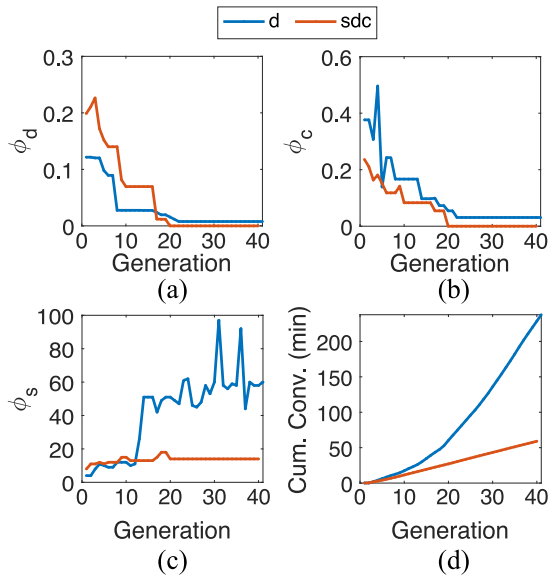 d sdc
0.3
0.2
0.1
0
ϕd
0 10 20 30 40
Generation
(a)
0.6
0.4
0.2
0
ϕc
0 10 20 30 40
Generation
(b)
100
80
60
40
20
0
ϕs
0 10 20 30 40
Generation
(c)
200
150
100
50
0
Cum. Conv. (min)
0 10 20 30 40
Generation
(d)